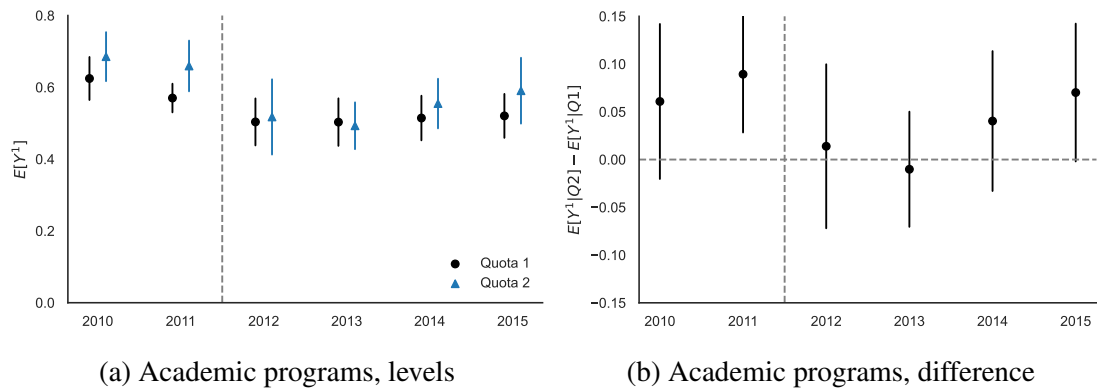 0.8
0.6
0.4
0.2
0.0
E[Y¹]
2010 2011 2012 2013 2014 2015
Quota 1
Quota 2
(a) Academic programs, levels
0.15
0.10
0.05
0.00
−0.05
−0.10
−0.15
E[Y¹|Q2] − E[Y¹|Q1]
2010 2011 2012 2013 2014 2015
(b) Academic programs, difference